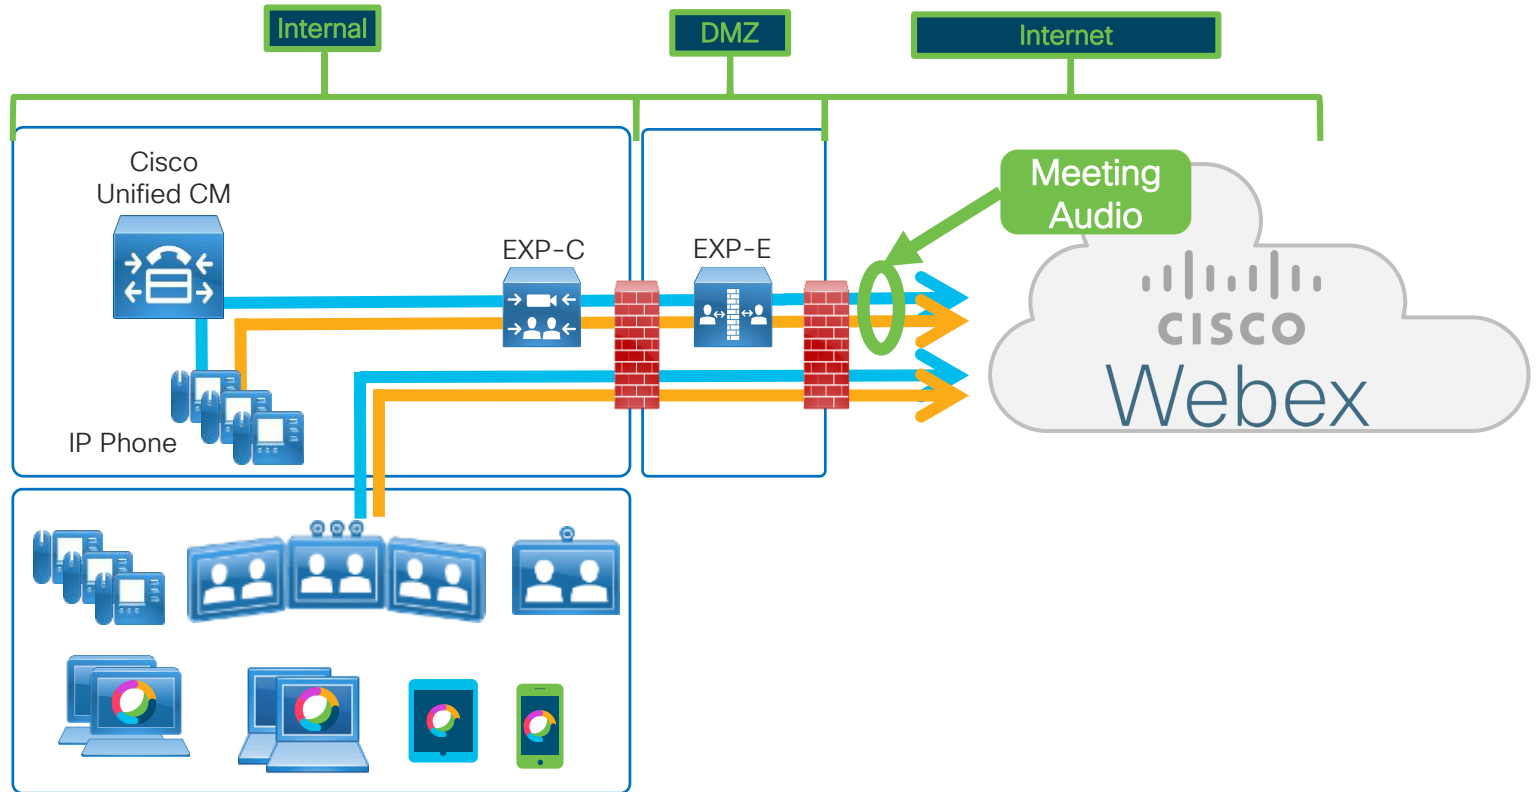 Internal
DMZ
Internet
Cisco
Unified CM
EXP-C
EXP-E
Meeting
Audio
CISCO
Webex
IP Phone